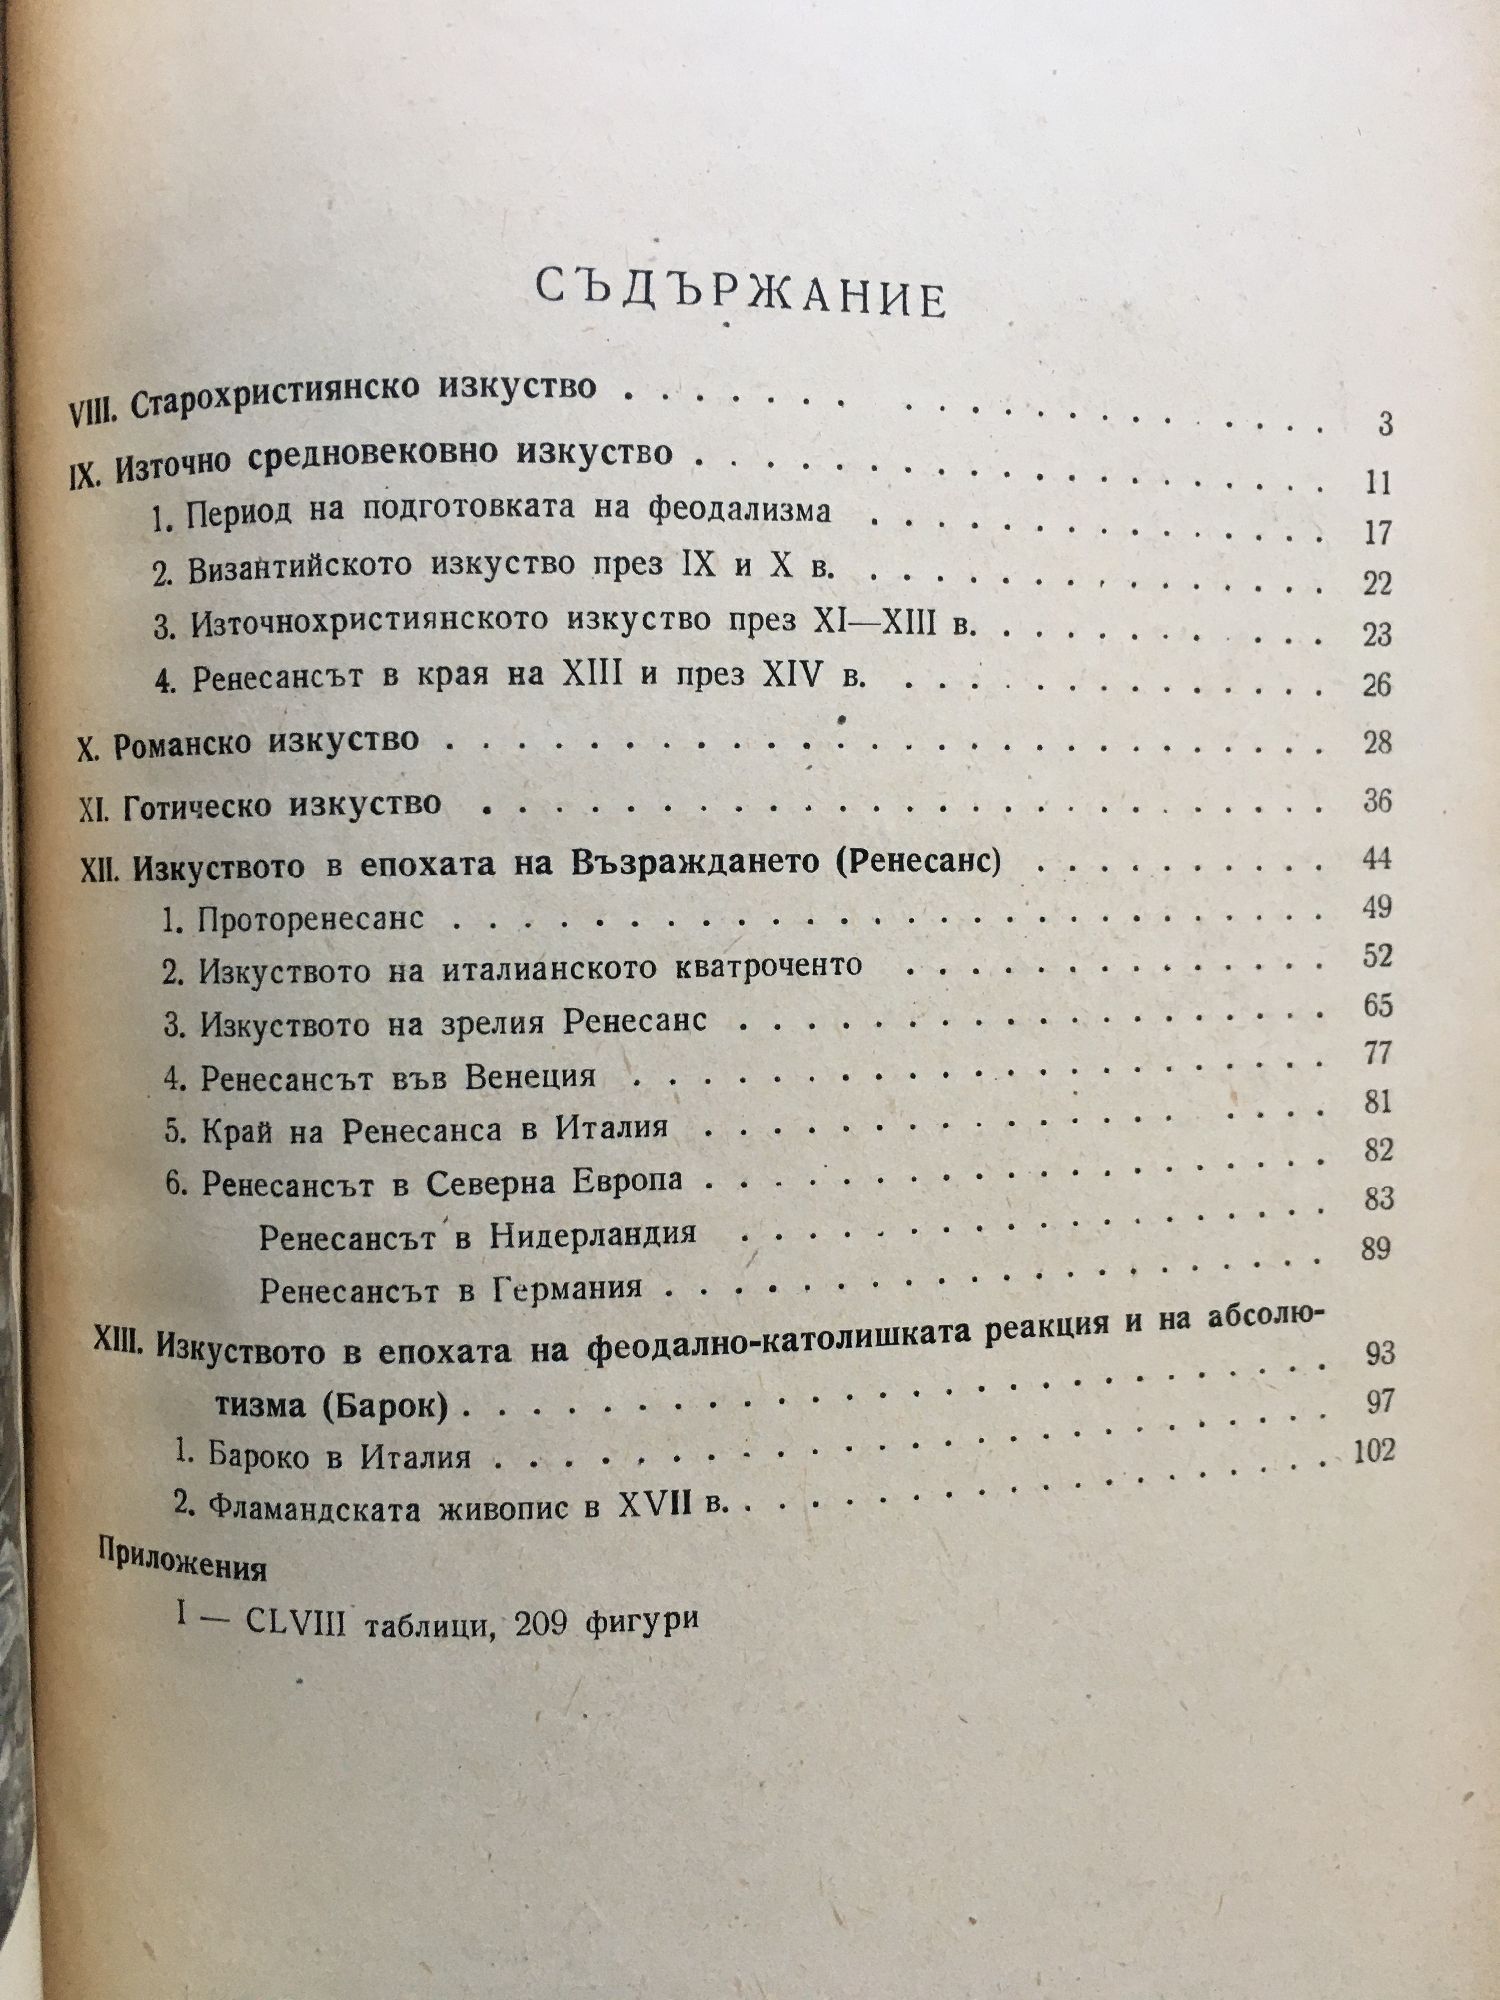 СЪДЪРЖАНИЕ
VIII. Старохристиянско изкуство . . . . . . . . . . . . . . . . . . . . 3
IX. Източно средновековно изкуство . . . . . . . . . . . . . . . . . . . 11
1. Период на подготовката на феодализма . . . . . . . . . . . . . . 17
2. Византийското изкуство през IX и X в. . . . . . . . . . . . . . . 22
3. Източнохристиянското изкуство през XI—XIII в. . . . . . . . . . . 23
4. Ренесансът в края на XIII и през XIV в. . . . . . . . . . . . . . 26
X. Романско изкуство . . . . . . . . . . . . . . . . . . . . . . . . . 28
XI. Готическо изкуство . . . . . . . . . . . . . . . . . . . . . . . . 36
XII. Изкуството в епохата на Възраждането (Ренесанс) . . . . . . . . . 44
1. Проторенесанс . . . . . . . . . . . . . . . . . . . . . . . . . . 49
2. Изкуството на италианското кватроченто . . . . . . . . . . . . . 52
3. Изкуството на зрелия Ренесанс . . . . . . . . . . . . . . . . . . 65
4. Ренесансът във Венеция . . . . . . . . . . . . . . . . . . . . . 77
5. Край на Ренесанса в Италия . . . . . . . . . . . . . . . . . . . 81
6. Ренесансът в Северна Европа . . . . . . . . . . . . . . . . . . . 82
Ренесансът в Нидерландия . . . . . . . . . . . . . . . . . . 83
Ренесансът в Германия . . . . . . . . . . . . . . . . . . . . 89
XIII. Изкуството в епохата на феодално-католишката реакция и на абсолю-
тизма (Барок) . . . . . . . . . . . . . . . . . . . . . . . . . 93
1. Бароко в Италия . . . . . . . . . . . . . . . . . . . . . . . . . 97
2. Фламандската живопис в XVII в. . . . . . . . . . . . . . . . . . 102
Приложения
I — CLVIII таблици, 209 фигури